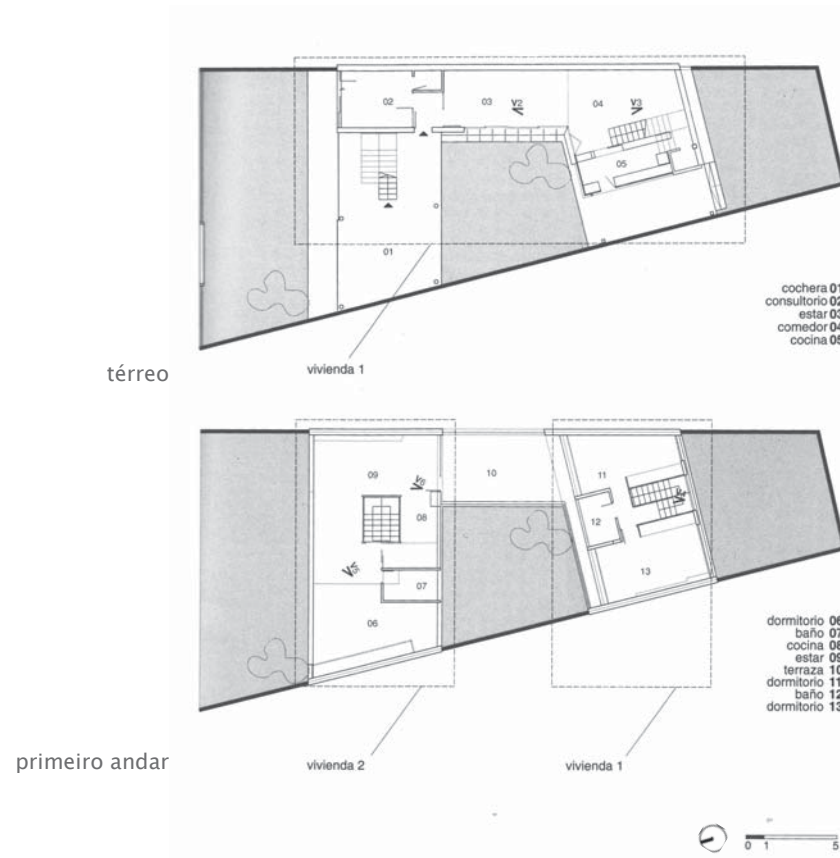 02
03
V2
04
V3
05
01
cochera 01
consultorio 02
estar 03
comedor 04
cocina 05
térreo
vivienda 1
09
10
11
V6
08
12
V5
07
13
06
dormitorio 06
baño 07
cocina 08
estar 09
terraza 10
dormitorio 11
baño 12
dormitorio 13
primeiro andar
vivienda 2
vivienda 1
0 1 5